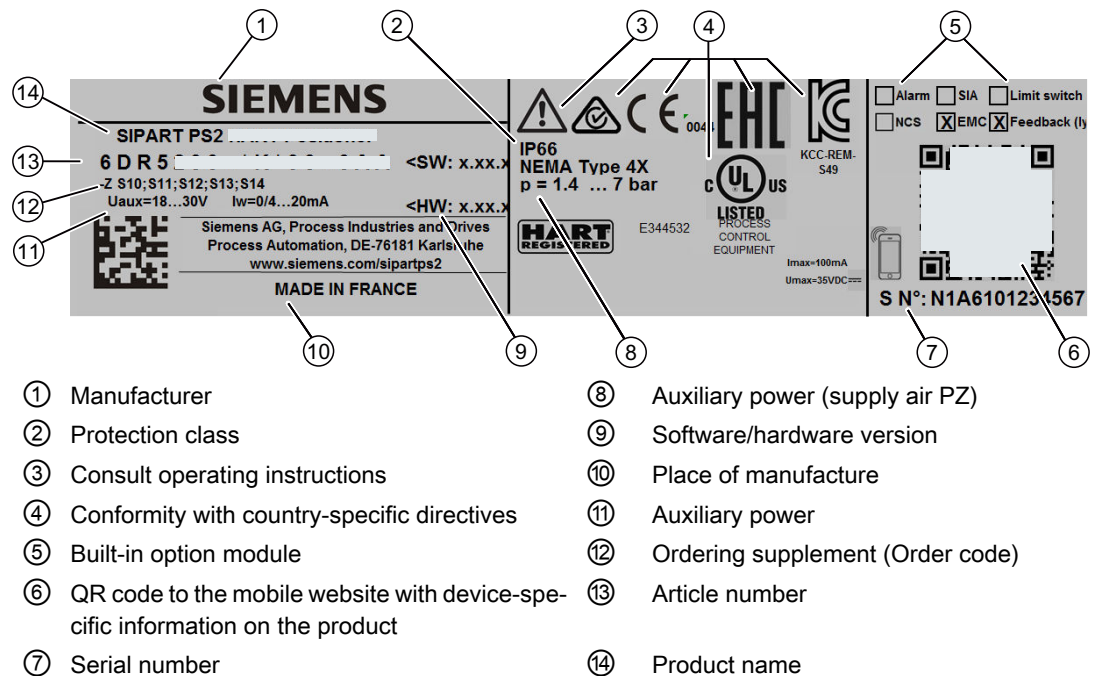 1
2
3
4
5
14
13
12
11
SIEMENS
SIPART PS2
6DR5
<SW: x.xx.x
-Z S10;S11;S12;S13;S14
Uaux=18...30V Iw=0/4...20mA
<HW: x.xx.x
Siemens AG, Process Industries and Drives
Process Automation, DE-76181 Karlsruhe
www.siemens.com/sipartps2
MADE IN FRANCE
CE
EAC
KC
IP66
NEMA Type 4X
p = 1.4 ... 7 bar
HART
REGISTERED
E344532
KCC-REM-
S49
C UL US
LISTED
PROCESS
CONTROL
EQUIPMENT
Imax=100mA
Umax=35VDC
Alarm SIA Limit switch
NCS X EMC X Feedback (ly
S N°: N1A6101234567
10
9
8
7
6
① Manufacturer
② Protection class
③ Consult operating instructions
④ Conformity with country-specific directives
⑤ Built-in option module
⑥ QR code to the mobile website with device-spe-
cific information on the product
⑦ Serial number
⑧ Auxiliary power (supply air PZ)
⑨ Software/hardware version
⑩ Place of manufacture
⑪ Auxiliary power
⑫ Ordering supplement (Order code)
⑬ Article number
⑭ Product name